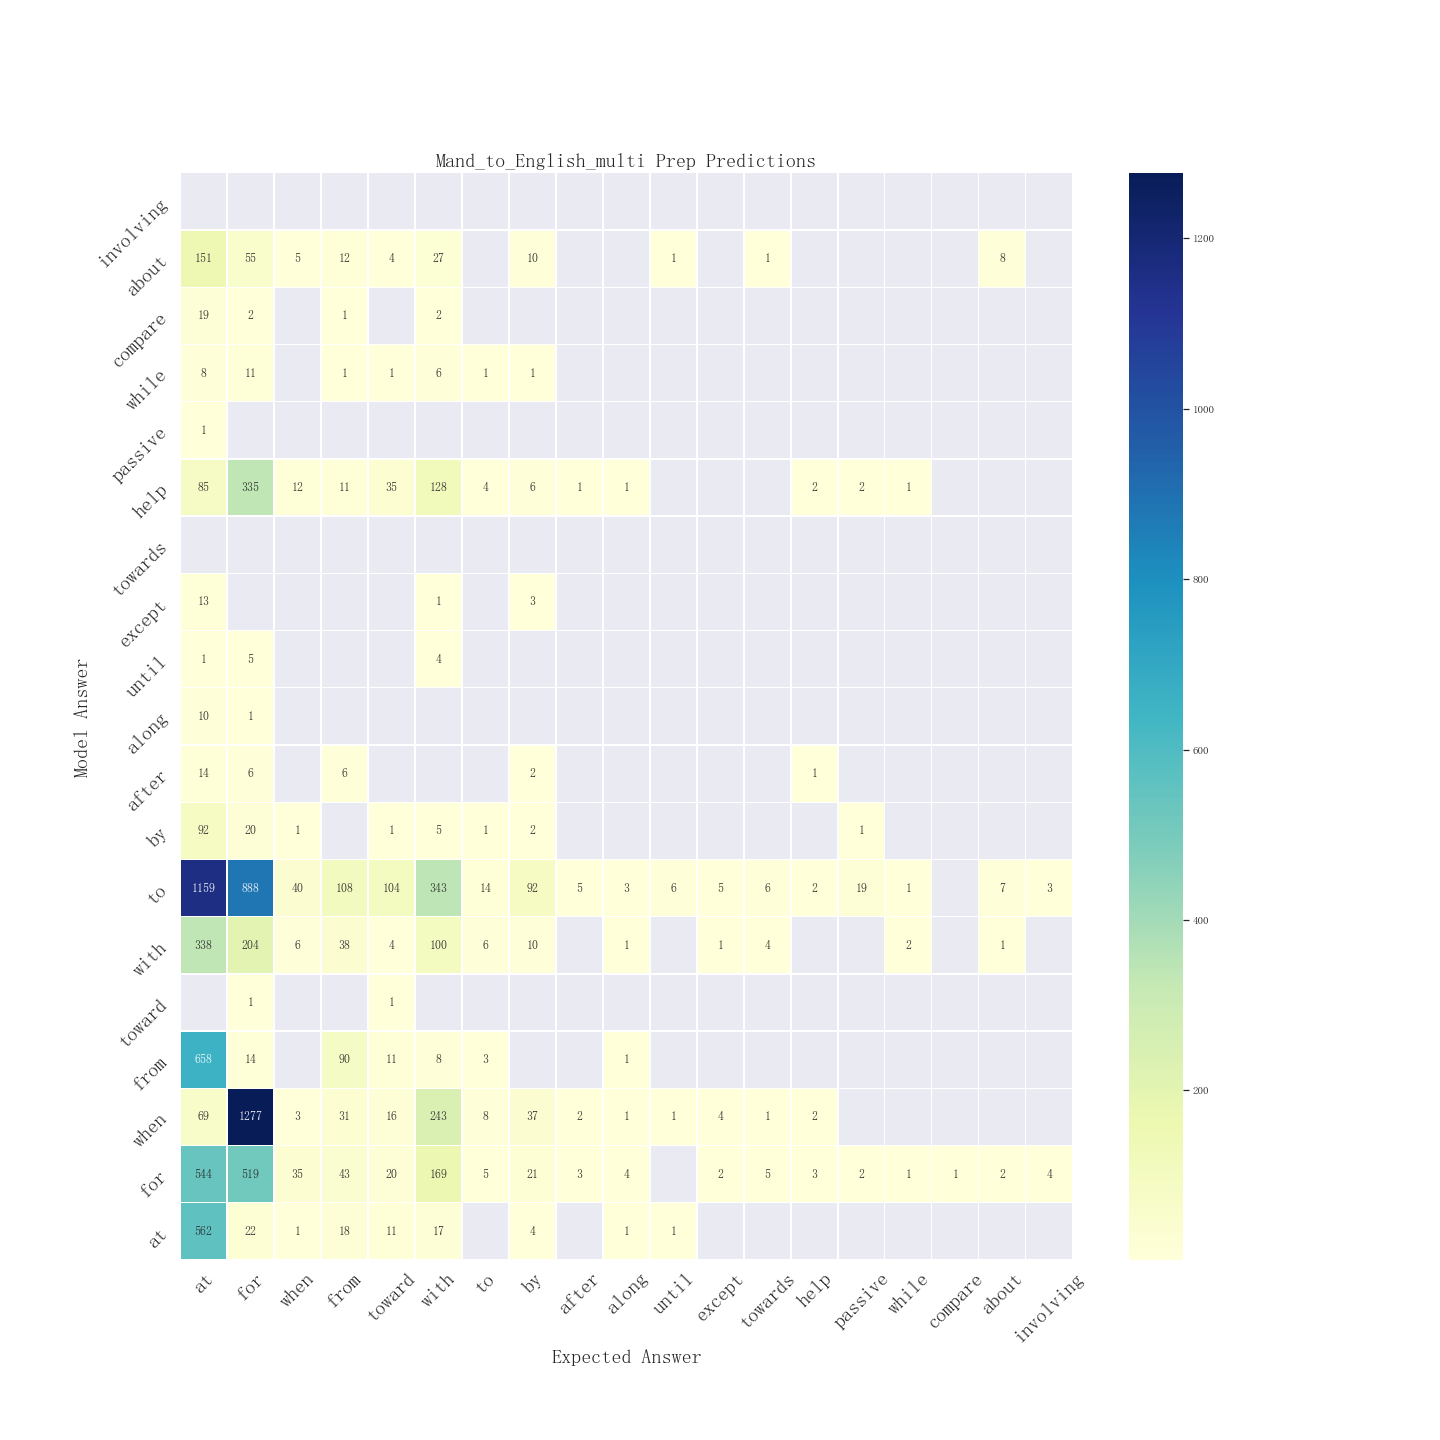 Mand_to_English_multi Prep Predictions
involving
about 151 55 5 12 4 27 10 1 1 8
compare 19 2 1 2
while 8 11 1 1 6 1 1
passive 1
help 85 335 12 11 35 128 4 6 1 1 2 2 1
towards
except 13 1 3
until 1 5 4
along 10 1
after 14 6 6 2 1
by 92 20 1 1 5 1 2 1
to 1159 888 40 108 104 343 14 92 5 3 6 5 6 2 19 1 7 3
with 338 204 6 38 4 100 6 10 1 1 4 2 1
toward 1 1
from 658 14 90 11 8 3 1
when 69 1277 3 31 16 243 8 37 2 1 1 4 1 2
for 544 519 35 43 20 169 5 21 3 4 2 5 3 2 1 1 2 4
at 562 22 1 18 11 17 4 1 1
at for when from toward with to by after along until except towards help passive while compare about involving
Expected Answer
Model Answer
1200
1000
800
600
400
200